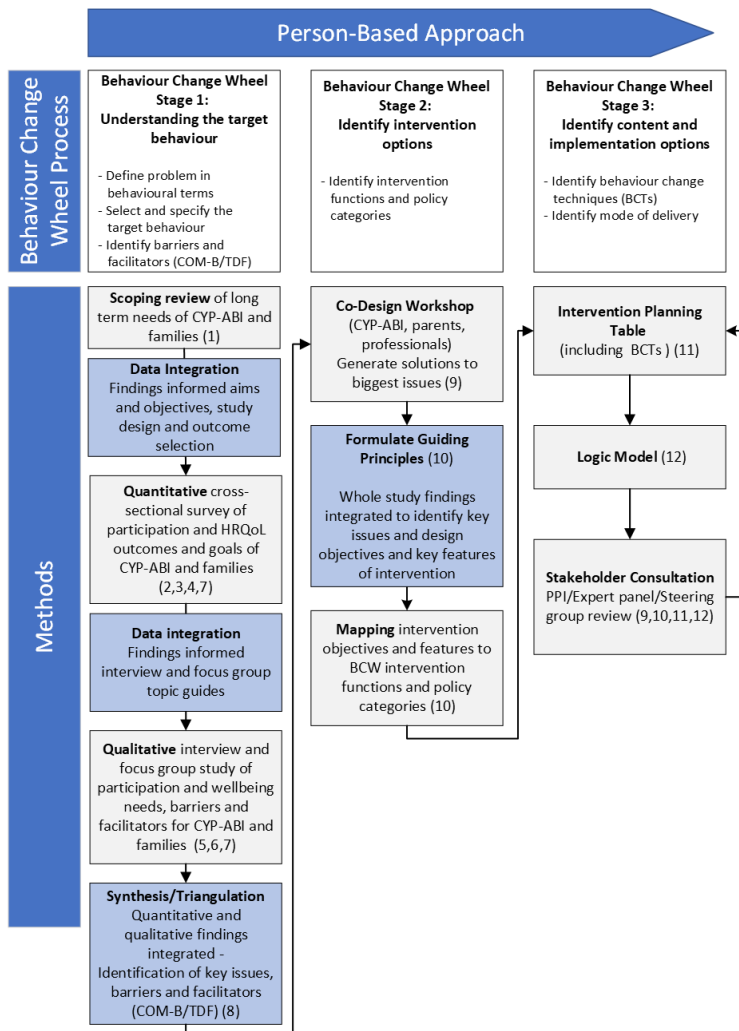 Person-Based Approach
Behaviour Change
Wheel Process
Behaviour Change Wheel
Stage 1:
Understanding the target
behaviour
- Define problem in
behavioural terms
- Select and specify the
target behaviour
- Identify barriers and
facilitators (COM-B/TDF)
Behaviour Change Wheel
Stage 2:
Identify intervention
options
- Identify intervention
functions and policy
categories
Behaviour Change Wheel
Stage 3:
Identify content and
implementation options
- Identify behaviour change
techniques (BCTs)
- Identify mode of delivery
Methods
Scoping review of long
term needs of CYP-ABI and
families (1)
Data Integration
Findings informed aims
and objectives, study
design and outcome
selection
Quantitative cross-
sectional survey of
participation and HRQoL
outcomes and goals of
CYP-ABI and families
(2,3,4,7)
Data integration
Findings informed
interview and focus group
topic guides
Qualitative interview and
focus group study of
participation and wellbeing
needs, barriers and
facilitators for CYP-ABI and
families (5,6,7)
Synthesis/Triangulation
Quantitative and
qualitative findings
integrated -
Identification of key issues,
barriers and facilitators
(COM-B/TDF) (8)
Co-Design Workshop
(CYP-ABI, parents,
professionals)
Generate solutions to
biggest issues (9)
Formulate Guiding
Principles (10)
Whole study findings
integrated to identify key
issues and design
objectives and key features
of intervention
Mapping intervention
objectives and features to
BCW intervention
functions and policy
categories (10)
Intervention Planning
Table
(including BCTs ) (11)
Logic Model (12)
Stakeholder Consultation
PPI/Expert panel/Steering
group review (9,10,11,12)